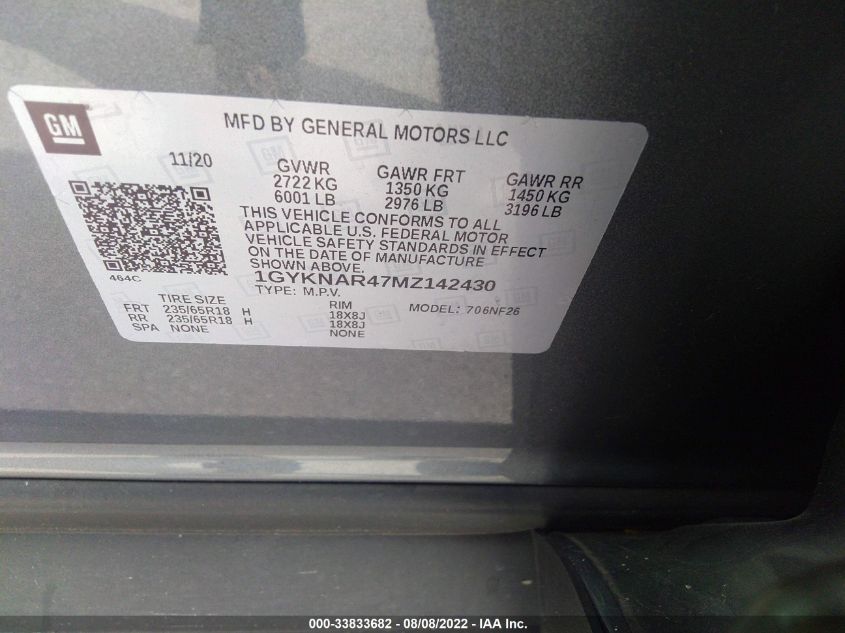 GM
MFD BY GENERAL MOTORS LLC
11/20
GVWR
2722 KG
6001 LB
GAWR FRT
1350 KG
2976 LB
GAWR RR
1450 KG
3196 LB
THIS VEHICLE CONFORMS TO ALL
APPLICABLE U.S. FEDERAL MOTOR
VEHICLE SAFETY STANDARDS IN EFFECT
ON THE DATE OF MANUFACTURE
SHOWN ABOVE.
464C
1GYKNAR47MZ142430
TYPE: M.P.V.
MODEL: 706NF26
TIRE SIZE RIM
FRT 235/65R18 H 18X8J
RR 235/65R18 H 18X8J
SPA NONE NONE
000-33833682 - 08/08/2022 - IAA Inc.